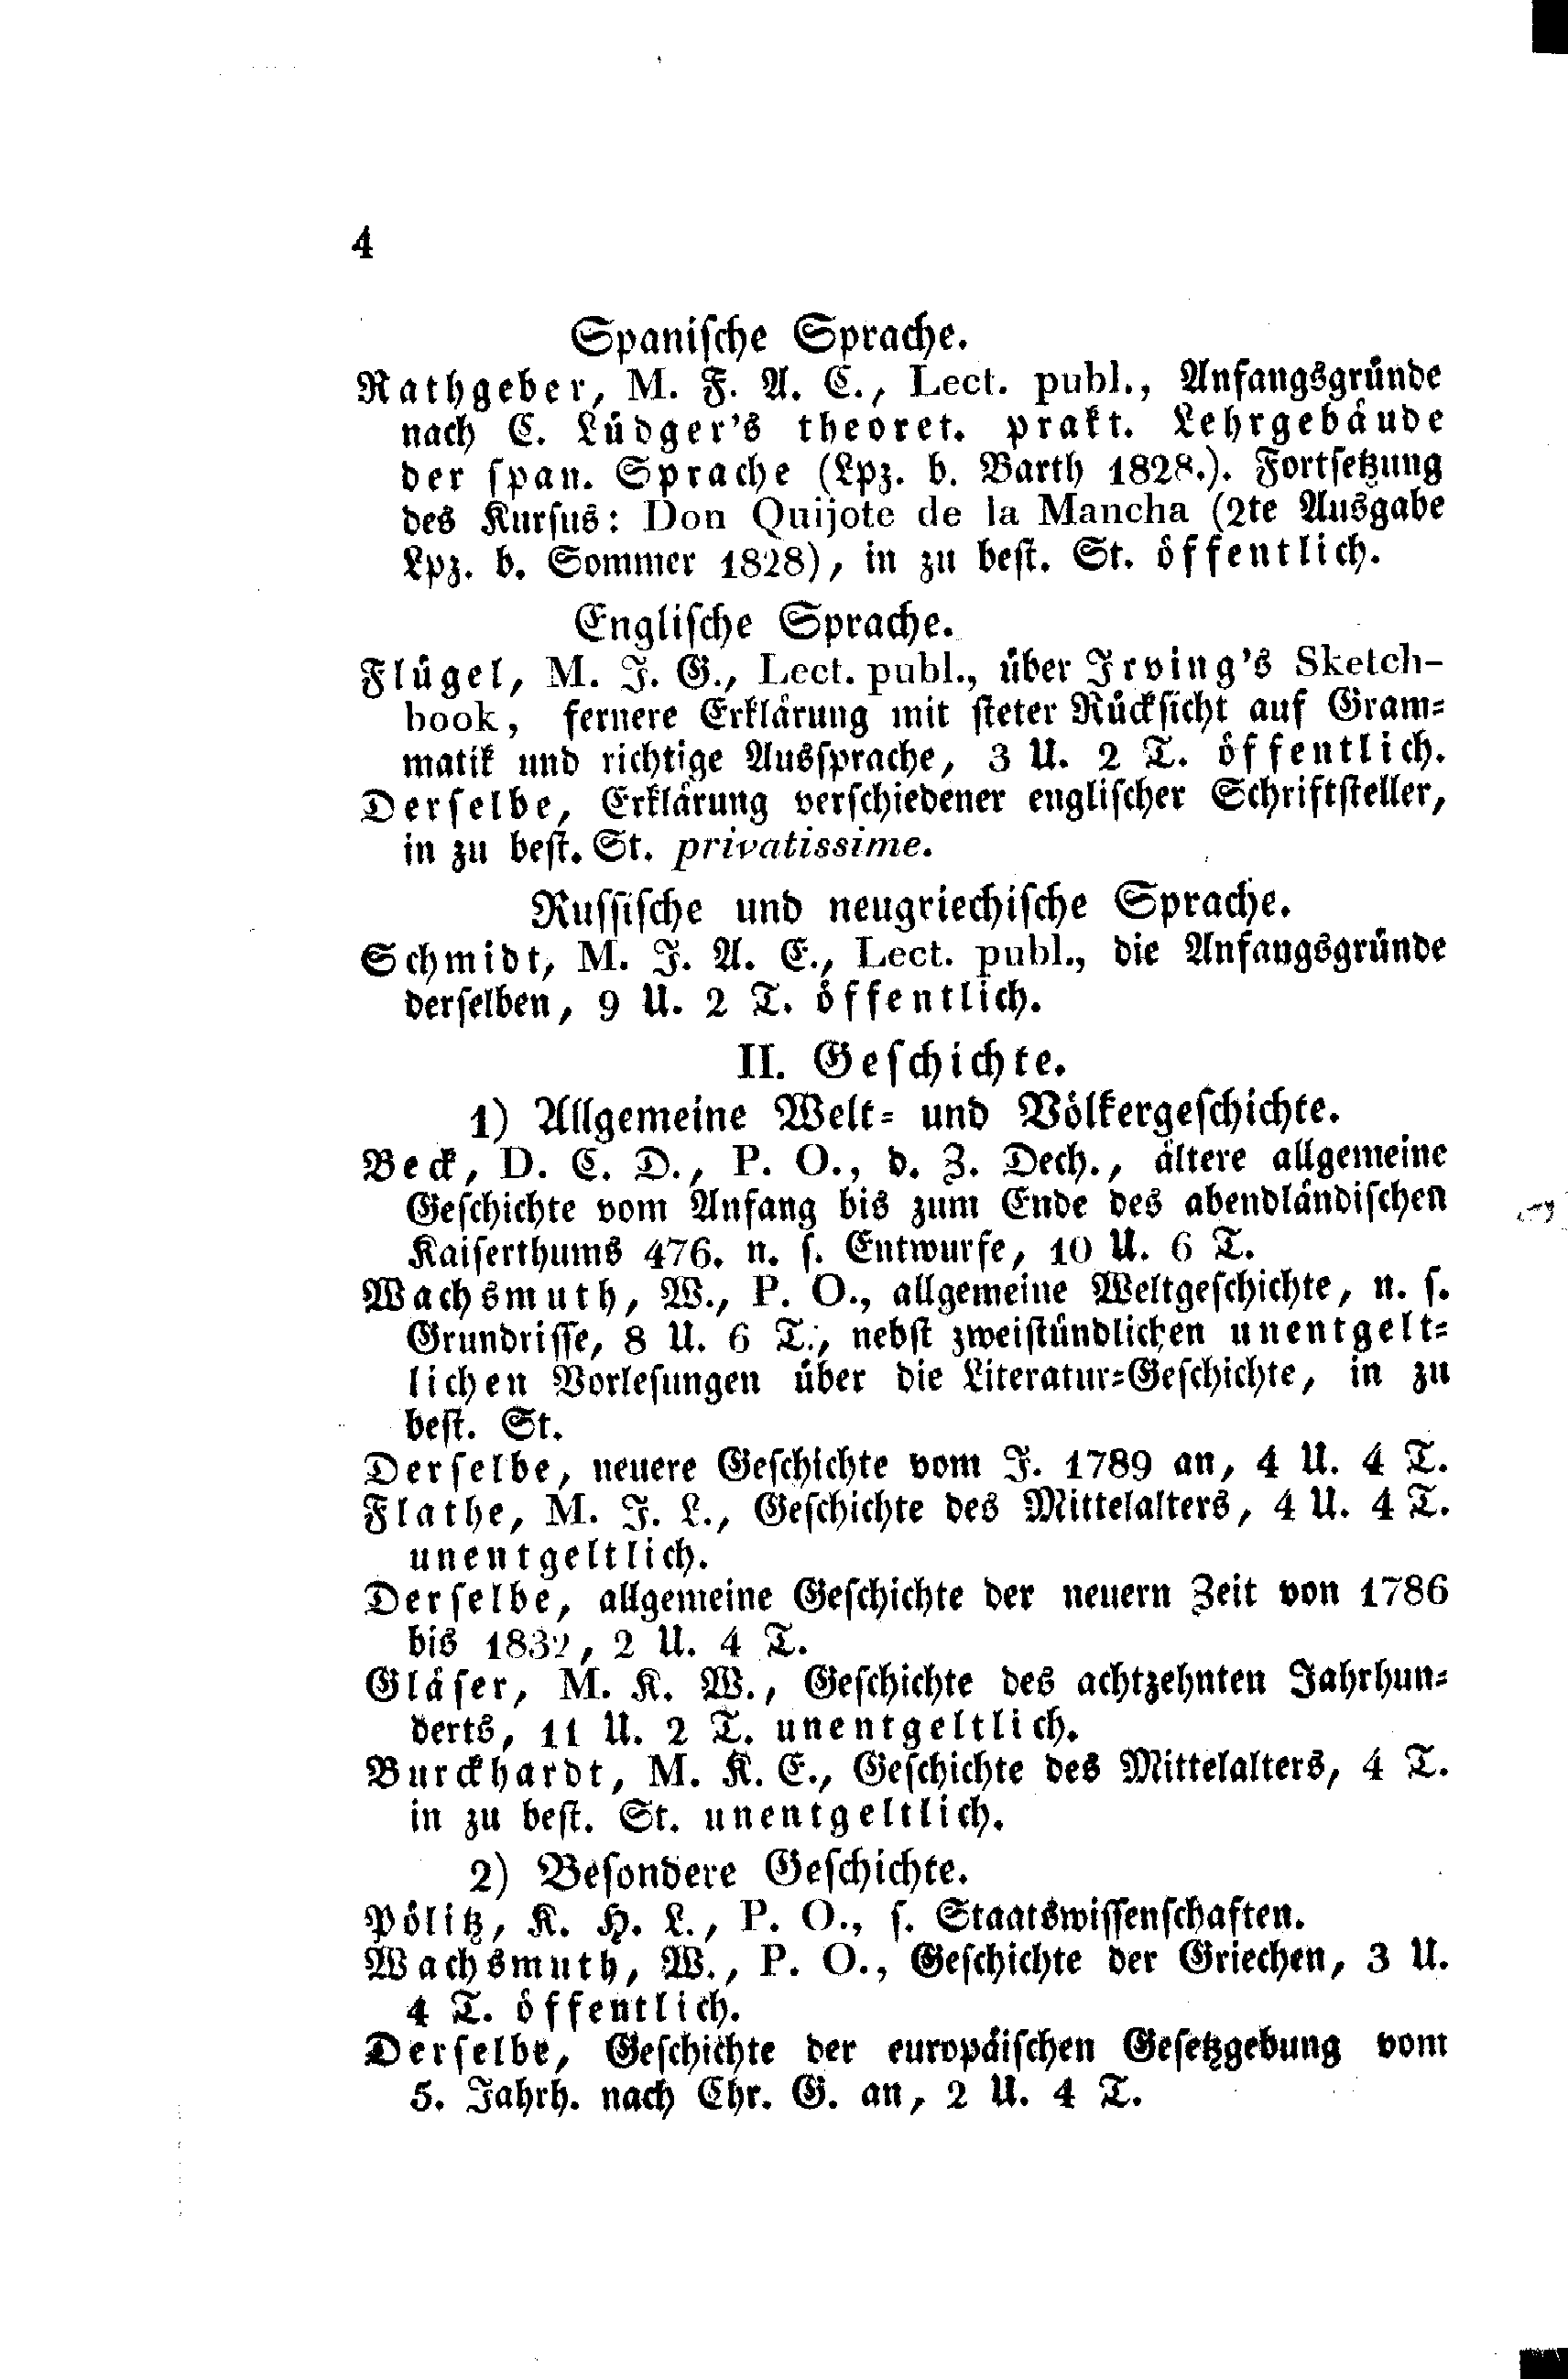 4
Spanische Sprache.
Rathgeber, M. F. A. C., Lect. publ., Anfangsgründe
nach C. Lüdger's theoret. prakt. Lehrgebäude
der span. Sprache (Lpz. b. Barth 1828.). Fortsetzung
des Kursus: Don Quijote de la Mancha (2te Ausgabe
Lpz. b. Sommer 1828), in zu best. St. öffentlich.
Englische Sprache.
Flügel, M. J. G., Lect. publ., über Irving's Sketch-
book, fernere Erklärung mit steter Rücksicht auf Gram-
matik und richtige Aussprache, 3 U. 2 T. öffentlich.
Derselbe, Erklärung verschiedener englischer Schriftsteller,
in zu best. St. privatissime.
Russische und neugriechische Sprache.
Schmidt, M. J. A. E., Lect. publ., die Anfangsgründe
derselben, 9 U. 2 T. öffentlich.
II. Geschichte.
1) Allgemeine Welt- und Völkergeschichte.
Beck, D. C. D., P. O., d. Z. Dech., ältere allgemeine
Geschichte vom Anfang bis zum Ende des abendländischen
Kaiserthums 476. n. s. Entwurfe, 10 U. 6 T.
Wachsmuth, W., P. O., allgemeine Weltgeschichte, n. s.
Grundrisse, 8 U. 6 T., nebst zweistündlichen unentgelt-
lichen Vorlesungen über die Literatur-Geschichte, in zu
best. St.
Derselbe, neuere Geschichte vom J. 1789 an, 4 U. 4 T.
Flathe, M. J. L., Geschichte des Mittelalters, 4 U. 4 T.
unentgeltlich.
Derselbe, allgemeine Geschichte der neuern Zeit von 1786
bis 1832, 2 U. 4 T.
Gläser, M. K. W., Geschichte des achtzehnten Jahrhun-
derts, 11 U. 2 T. unentgeltlich.
Burckhardt, M. K. E., Geschichte des Mittelalters, 4 T.
in zu best. St. unentgeltlich.
2) Besondere Geschichte.
Pölitz, K. H. L., P. O., s. Staatswissenschaften.
Wachsmuth, W., P. O., Geschichte der Griechen, 3 U.
4 T. öffentlich.
Derselbe, Geschichte der europäischen Gesetzgebung vom
5. Jahrh. nach Chr. G. an, 2 U. 4 T.